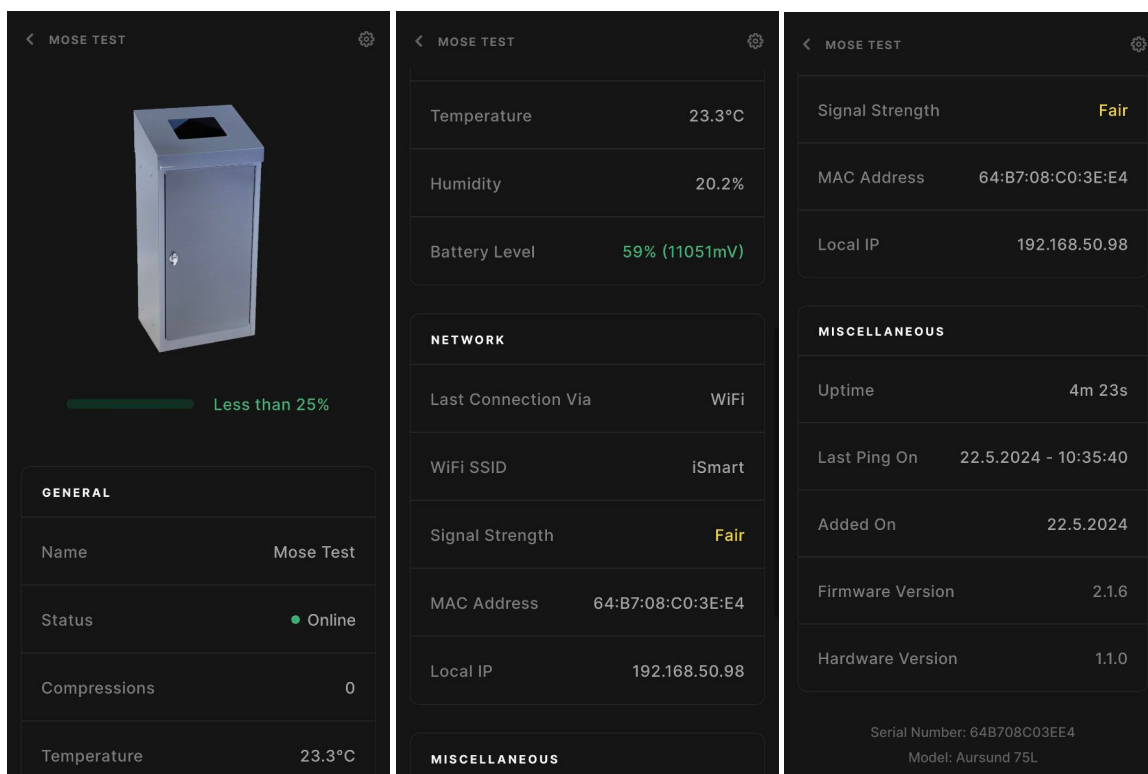 MOSE TEST
Less than 25%
GENERAL
Name Mose Test
Status Online
Compressions 0
Temperature 23.3°C
MOSE TEST
Temperature 23.3°C
Humidity 20.2%
Battery Level 59% (11051mV)
NETWORK
Last Connection Via WiFi
WiFi SSID iSmart
Signal Strength Fair
MAC Address 64:B7:08:C0:3E:E4
Local IP 192.168.50.98
MISCELLANEOUS
MOSE TEST
Signal Strength Fair
MAC Address 64:B7:08:C0:3E:E4
Local IP 192.168.50.98
MISCELLANEOUS
Uptime 4m 23s
Last Ping On 22.5.2024 - 10:35:40
Added On 22.5.2024
Firmware Version 2.1.6
Hardware Version 1.1.0
Serial Number: 64B708C03EE4
Model: Aursund 75L